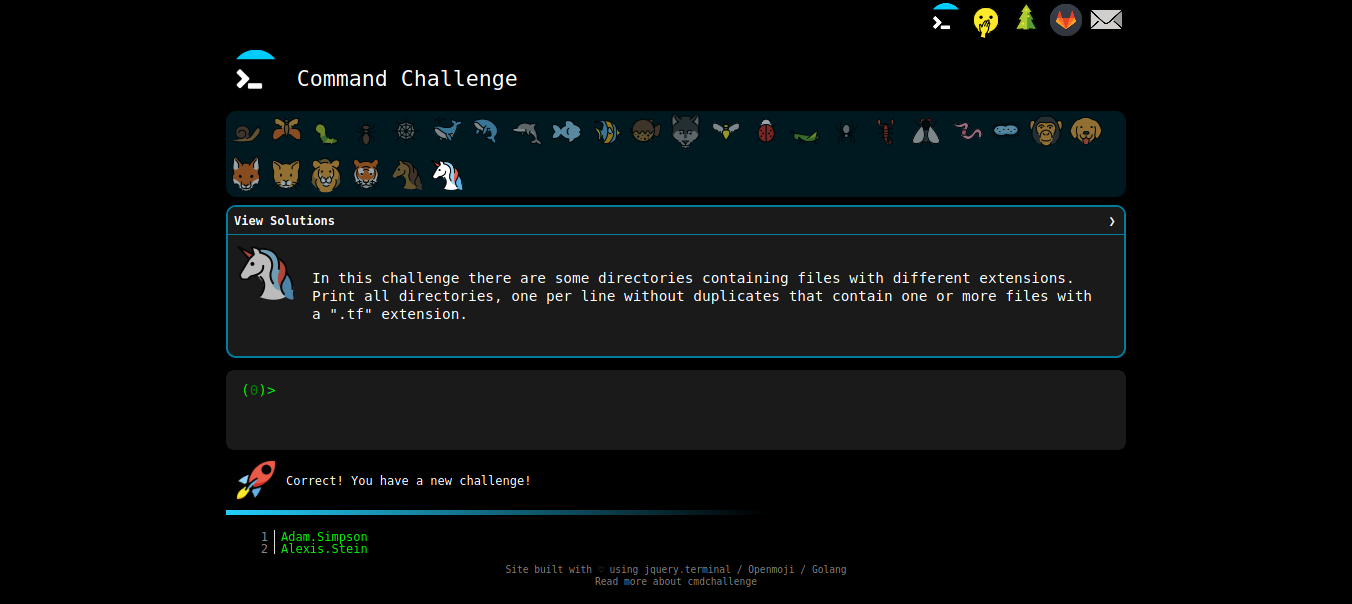 Command Challenge
View Solutions ❯
In this challenge there are some directories containing files with different extensions.
Print all directories, one per line without duplicates that contain one or more files with
a ".tf" extension.
(0)>
Correct! You have a new challenge!
1 Adam.Simpson
2 Alexis.Stein
Site built with ♡ using jquery.terminal / Openmoji / Golang
Read more about cmdchallenge